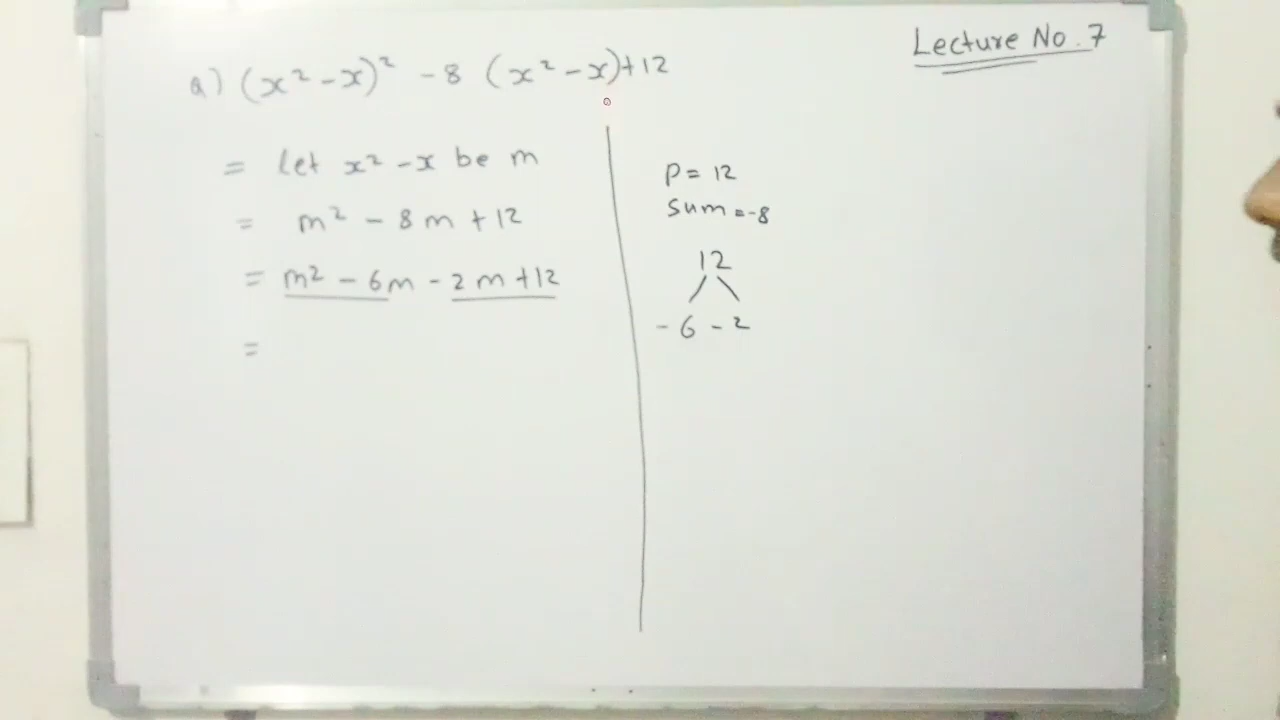 Lecture No. 7
a) (x² - x)² - 8 (x² - x) + 12
= Let x² - x be m
= m² - 8m + 12
= m² - 6m - 2m + 12
=
P = 12
Sum = -8
12
- 6 - 2